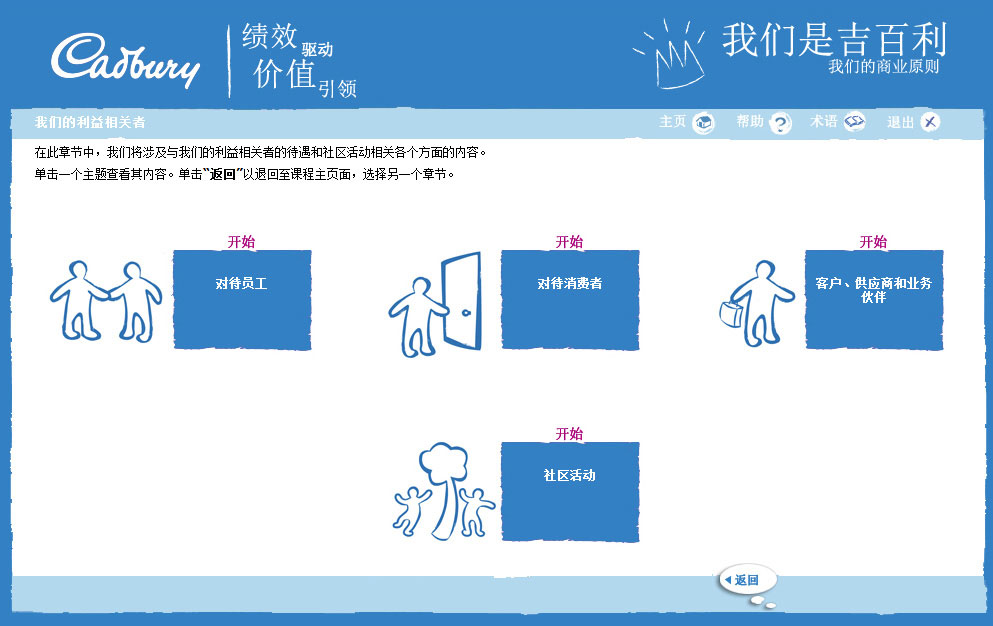 Cadbury
绩效
驱动
价值
引领
我们是吉百利
我们的商业原则
我们的利益相关者
主页 帮助 ? 术语 退出
在此章节中，我们将涉及与我们的利益相关者的待遇和社区活动相关各个方面的内容。
单击一个主题查看其内容。单击“返回”以退回至课程主页面，选择另一个章节。
开始
对待员工
开始
对待消费者
开始
客户、供应商和业务
伙伴
开始
社区活动
返回